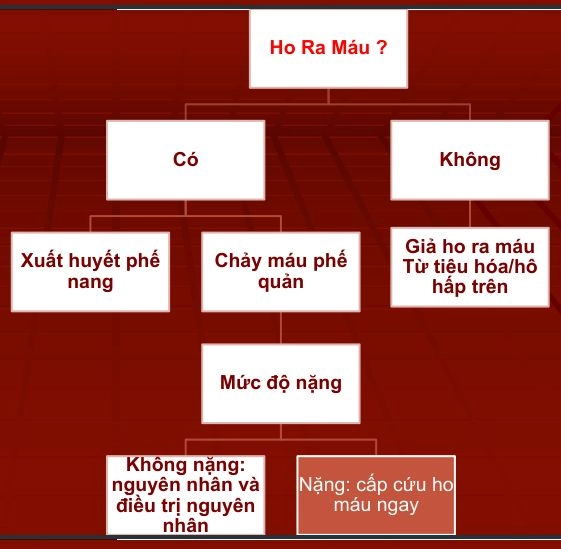 Ho Ra Máu ?
Có
Không
Xuất huyết phế
nang
Chảy máu phế
quản
Giả ho ra máu
Từ tiêu hóa/hô
hấp trên
Mức độ nặng
Không nặng:
nguyên nhân và
điều trị nguyên
nhân
Nặng: cấp cứu ho
máu ngay